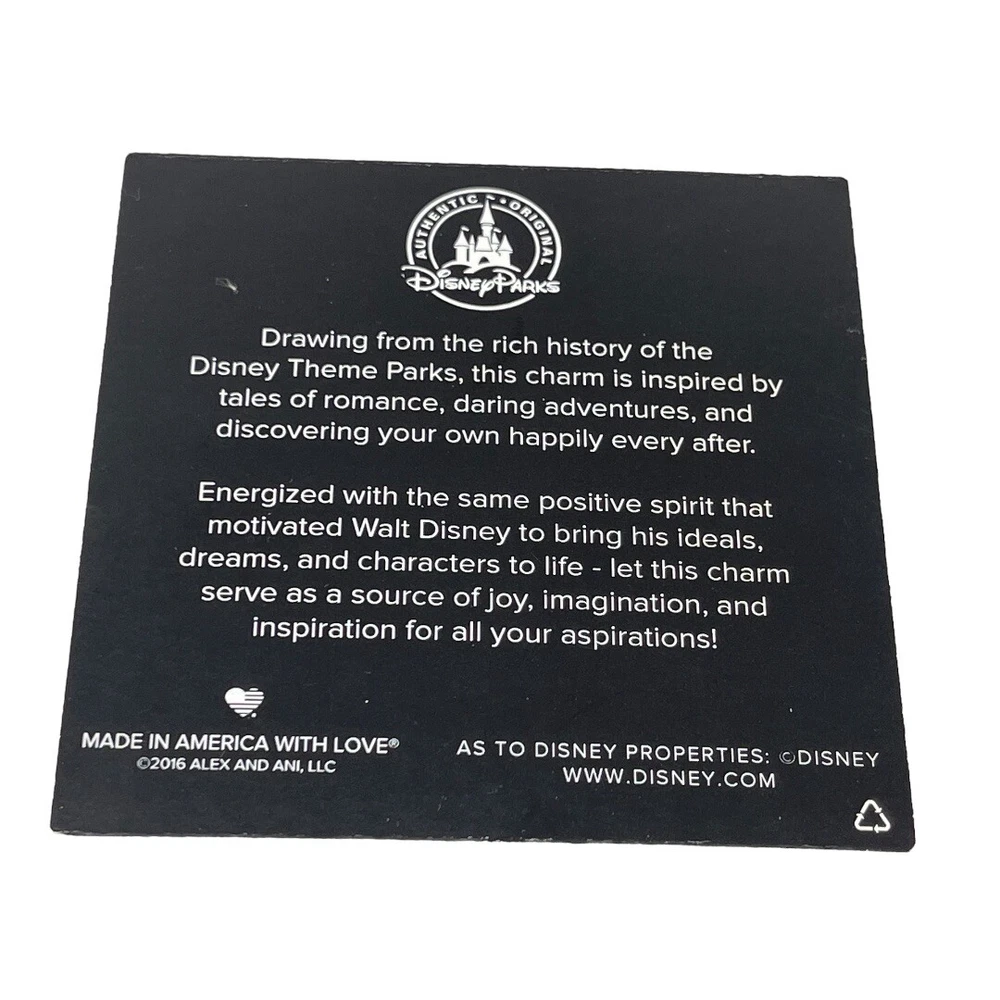 AUTHENTIC • ORIGINAL
Disney Parks
Drawing from the rich history of the
Disney Theme Parks, this charm is inspired by
tales of romance, daring adventures, and
discovering your own happily every after.
Energized with the same positive spirit that
motivated Walt Disney to bring his ideals,
dreams, and characters to life - let this charm
serve as a source of joy, imagination, and
inspiration for all your aspirations!
MADE IN AMERICA WITH LOVE®
©2016 ALEX AND ANI, LLC
AS TO DISNEY PROPERTIES: ©DISNEY
WWW.DISNEY.COM